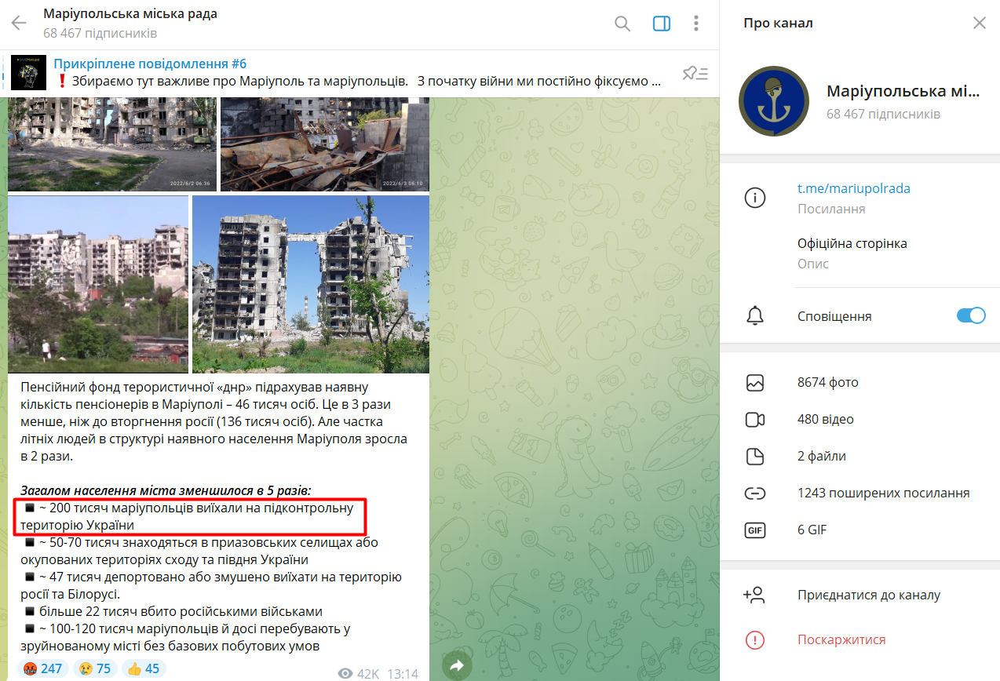 Маріупольська міська рада
68 467 підписників
Прикріплене повідомлення #6
❗ Збираємо тут важливе про Маріуполь та маріупольців. З початку війни ми постійно фіксуємо ...
2022/6/2 06:36
2022/6/3 06:10
Пенсійний фонд терористичної «днр» підрахував наявну
кількість пенсіонерів в Маріуполі – 46 тисяч осіб. Це в 3 рази
менше, ніж до вторгнення росії (136 тисяч осіб). Але частка
літніх людей в структурі наявного населення Маріуполя зросла
в 2 рази.
Загалом населення міста зменшилося в 5 разів:
◾ ~ 200 тисяч маріупольців виїхали на підконтрольну
територію України
◾ ~ 50-70 тисяч знаходяться в приазовських селищах або
окупованих територіях сходу та півдня України
◾ ~ 47 тисяч депортовано або змушено виїхати на територію
росії та Білорусі.
◾ більше 22 тисяч вбито російськими військами
◾ ~ 100-120 тисяч маріупольців й досі перебувають у
зруйнованому місті без базових побутових умов
🤬 247 😢 75 👍 45
42K 13:14
Про канал
Маріупольська мі...
68 467 підписників
t.me/mariupolrada
Посилання
Офіційна сторінка
Опис
Сповіщення
8674 фото
480 відео
2 файли
1243 поширених посилання
GIF 6 GIF
Приєднатися до каналу
Поскаржитися